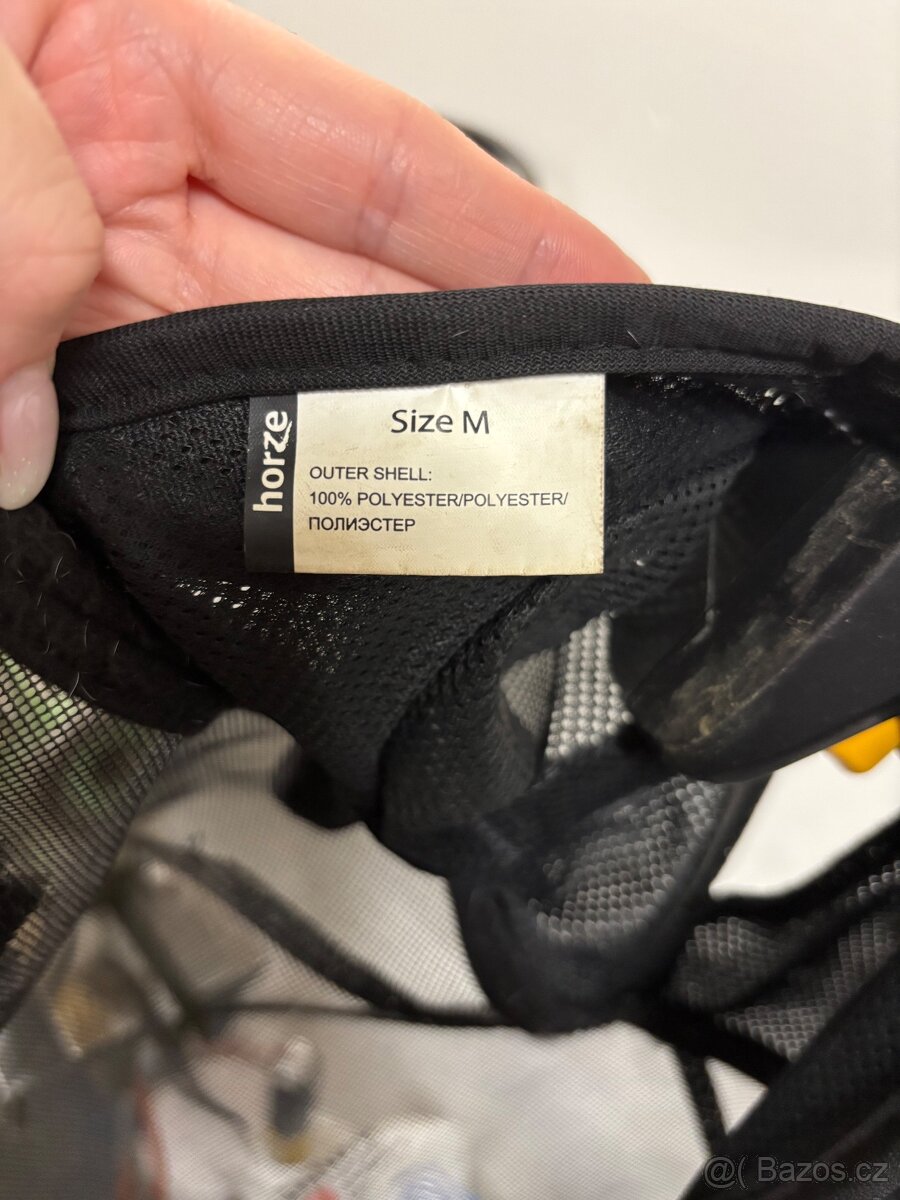 horze
Size M
OUTER SHELL:
100% POLYESTER/POLYESTER/
ПОЛИЭСТЕР
@( Bazos.cz